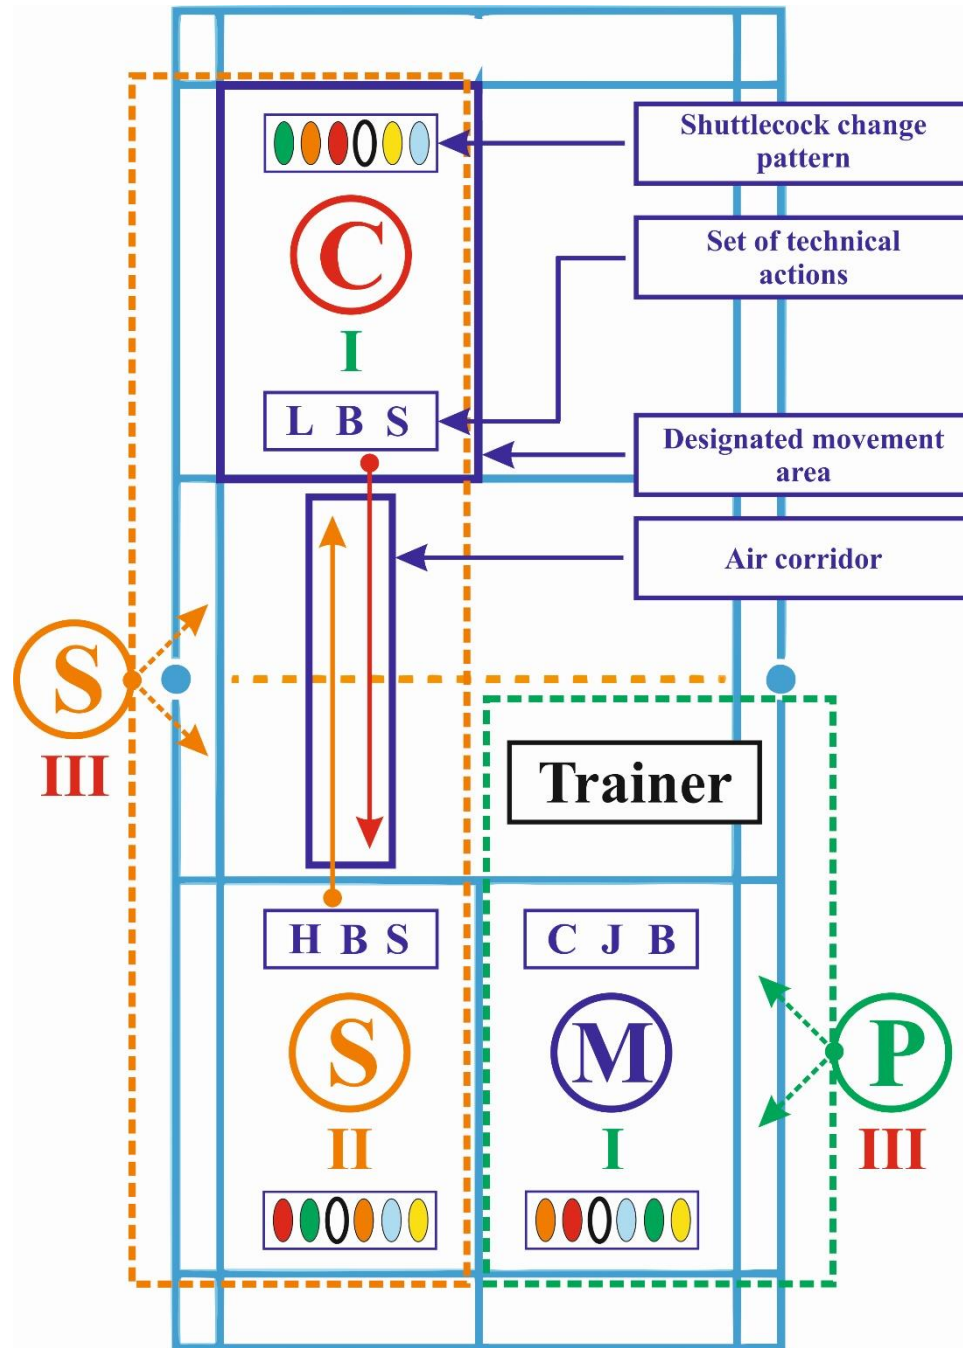 Shuttlecock change
pattern
C
Set of technical
actions
I
L B S
Designated movement
area
Air corridor
S
III
Trainer
H B S
C J B
S
M
P
II
I
III